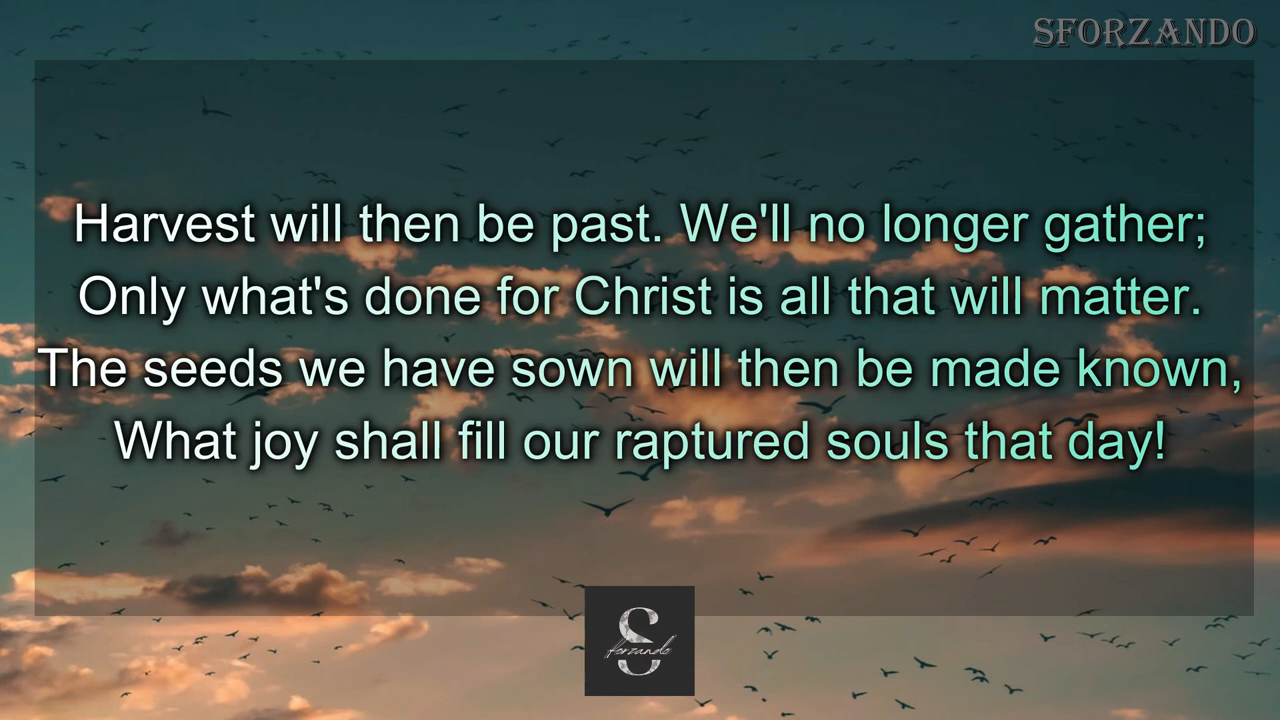 SFORZANDO
Harvest will then be past. We'll no longer gather;
Only what's done for Christ is all that will matter.
The seeds we have sown will then be made known,
What joy shall fill our raptured souls that day!
S
forzando